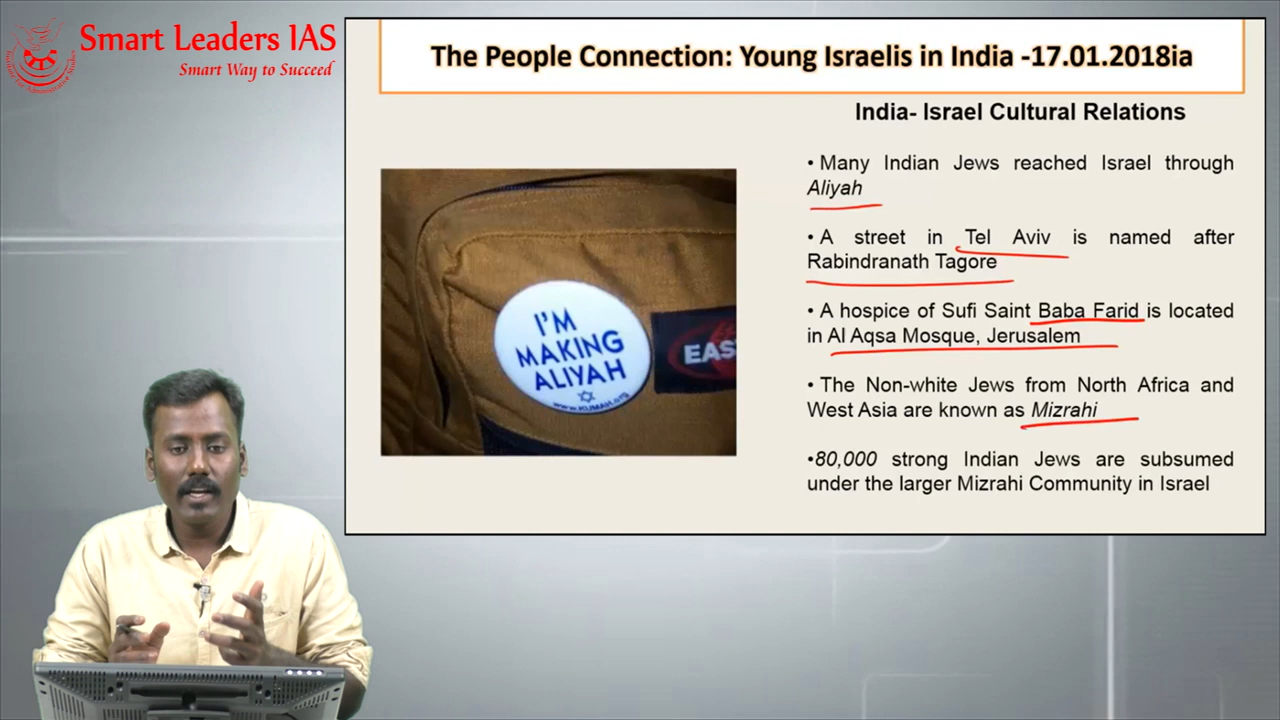 Smart Leaders IAS
Smart Way to Succeed
The People Connection: Young Israelis in India -17.01.2018ia
India- Israel Cultural Relations
• Many Indian Jews reached Israel through
Aliyah
• A street in Tel Aviv is named after
Rabindranath Tagore
• A hospice of Sufi Saint Baba Farid is located
in Al Aqsa Mosque, Jerusalem
• The Non-white Jews from North Africa and
West Asia are known as Mizrahi
•80,000 strong Indian Jews are subsumed
under the larger Mizrahi Community in Israel
I'M
MAKING
ALIYAH
www.KUMAH.org
EAS